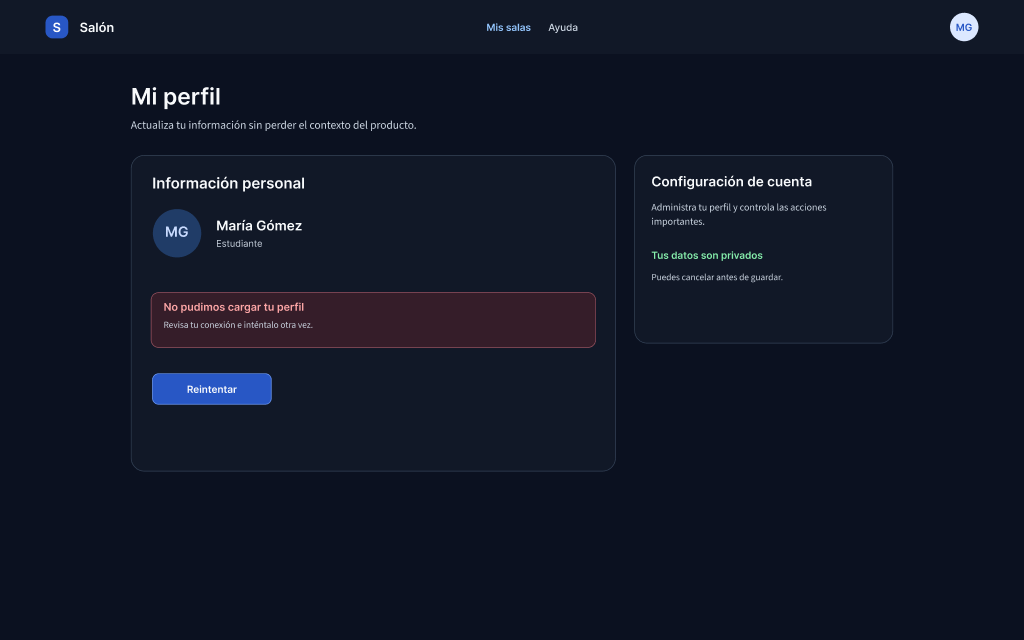 S
Salón
Mis salas
Ayuda
MG
Mi perfil
Actualiza tu información sin perder el contexto del producto.
Información personal
MG
María Gómez
Estudiante
No pudimos cargar tu perfil
Revisa tu conexión e inténtalo otra vez.
Reintentar
Configuración de cuenta
Administra tu perfil y controla las acciones
importantes.
Tus datos son privados
Puedes cancelar antes de guardar.